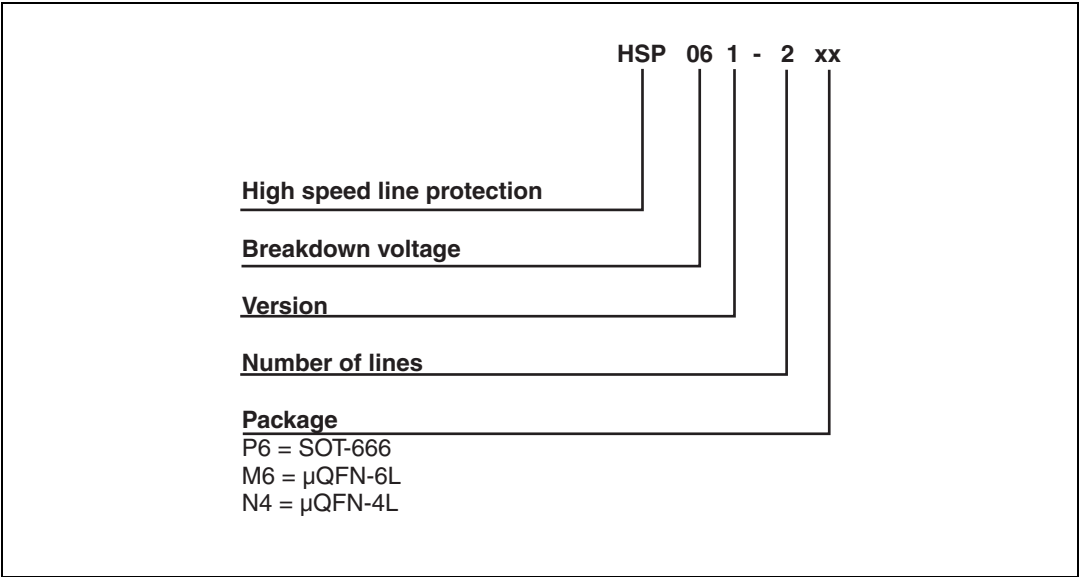 HSP 06 1 - 2 xx
High speed line protection
Breakdown voltage
Version
Number of lines
Package
P6 = SOT-666
M6 = µQFN-6L
N4 = µQFN-4L